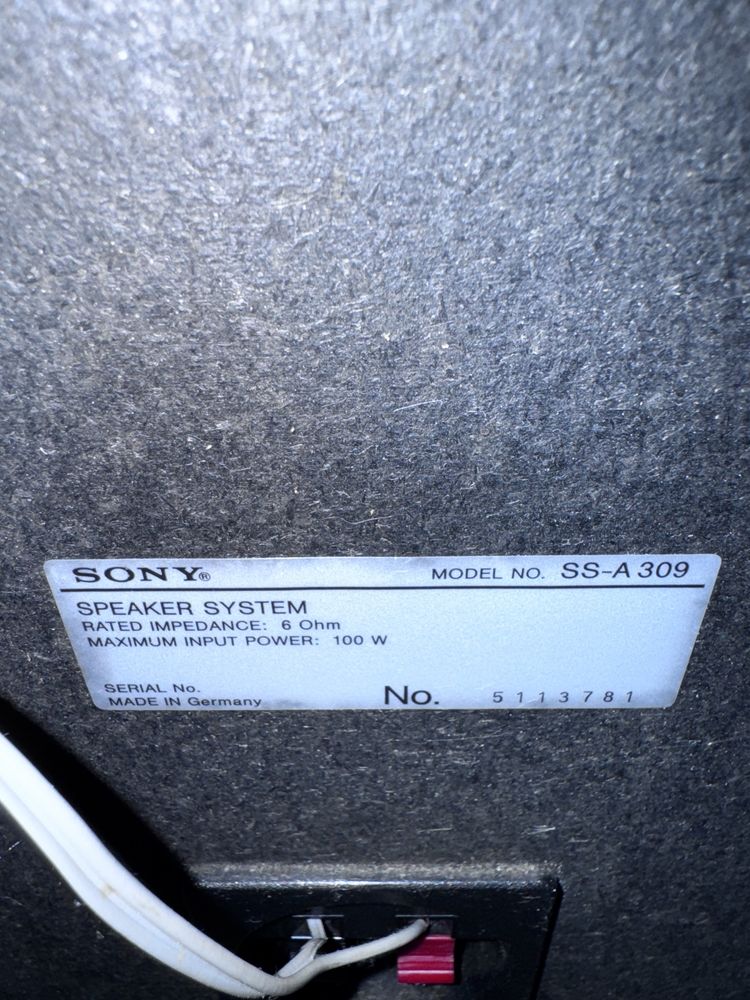 SONY® MODEL NO. SS-A 309
SPEAKER SYSTEM
RATED IMPEDANCE: 6 Ohm
MAXIMUM INPUT POWER: 100 W
SERIAL No.
MADE IN Germany No. 5113781